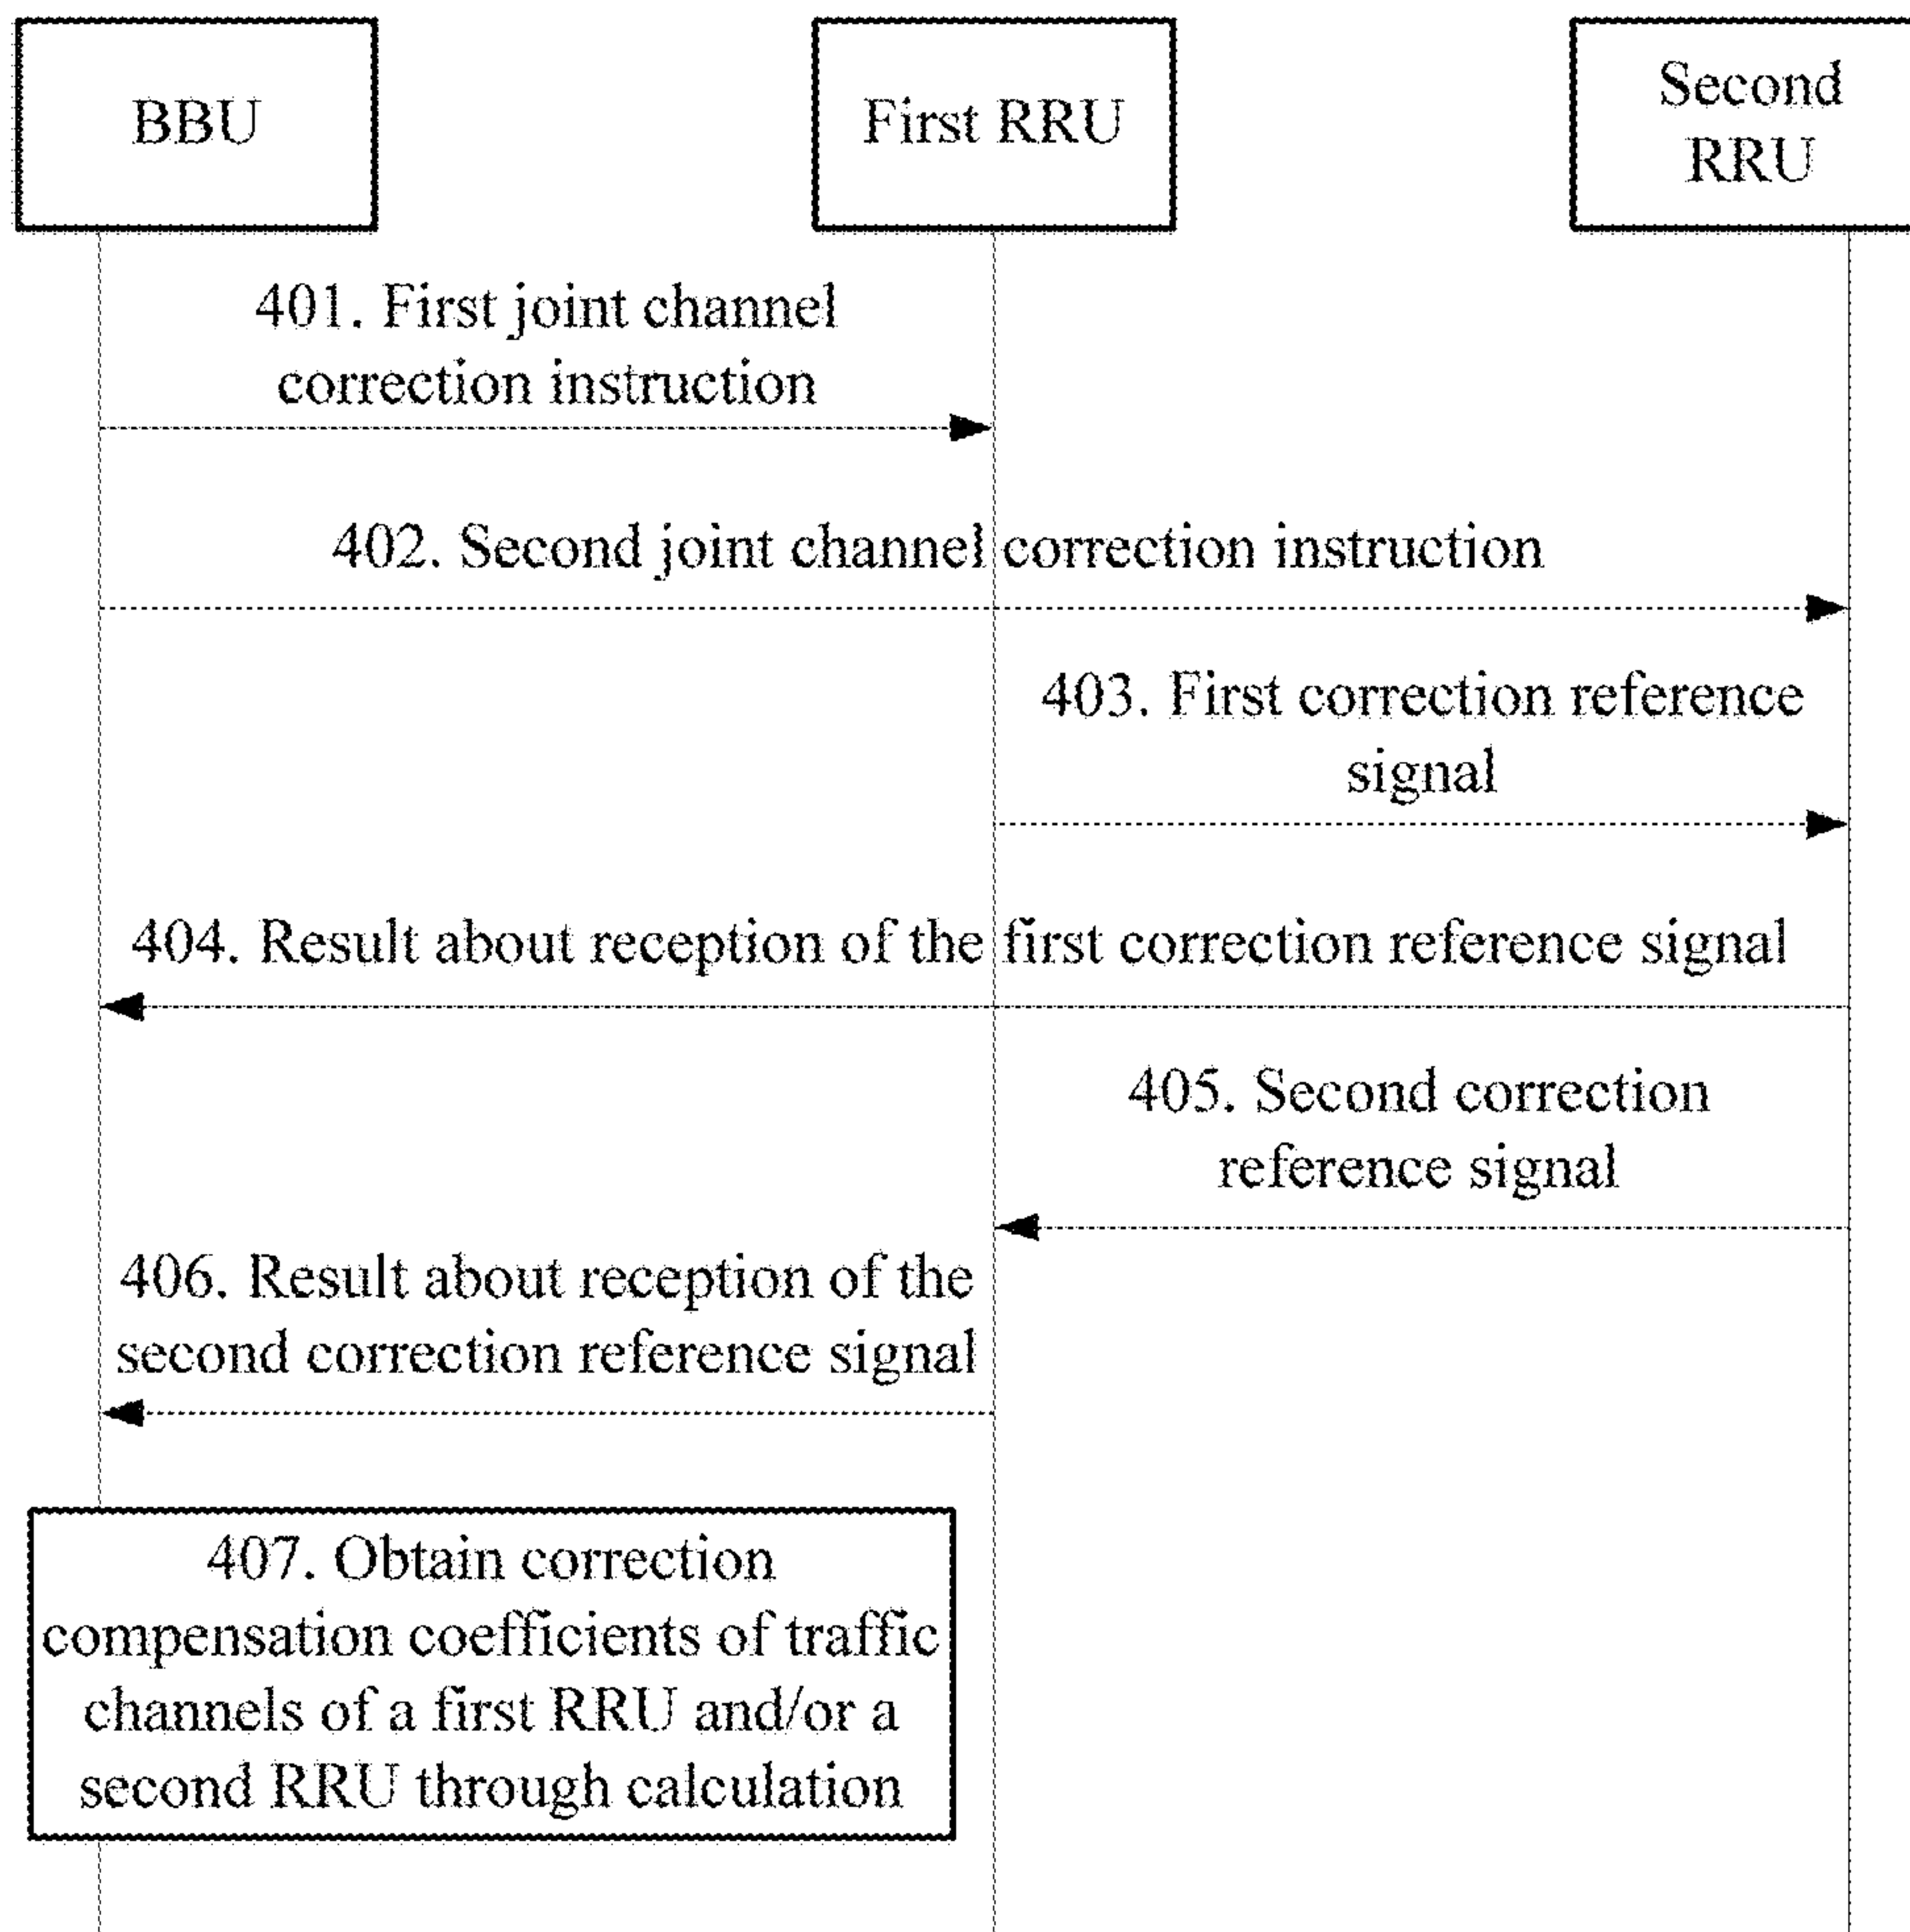 BBU
First RRU
Second
RRU
401. First joint channel
correction instruction
402. Second joint channel correction instruction
403. First correction reference
signal
404. Result about reception of the first correction reference signal
405. Second correction
reference signal
406. Result about reception of the
second correction reference signal
407. Obtain correction
compensation coefficients of traffic
channels of a first RRU and/or a
second RRU through calculation